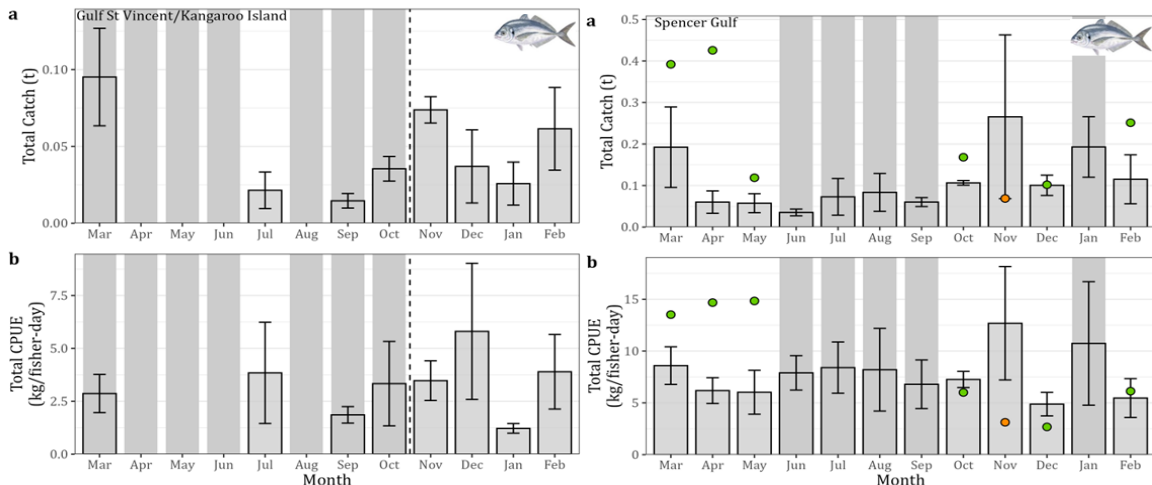 a
Gulf St Vincent/Kangaroo Island
Total Catch (t)
0.10
0.05
0.00
Mar Apr May Jun Jul Aug Sep Oct Nov Dec Jan Feb
b
Total CPUE
(kg/fisher-day)
7.5
5.0
2.5
0.0
Mar Apr May Jun Jul Aug Sep Oct Nov Dec Jan Feb
Month
a
Spencer Gulf
Total Catch (t)
0.5
0.4
0.3
0.2
0.1
0.0
Mar Apr May Jun Jul Aug Sep Oct Nov Dec Jan Feb
b
Total CPUE
(kg/fisher-day)
15
10
5
0
Mar Apr May Jun Jul Aug Sep Oct Nov Dec Jan Feb
Month